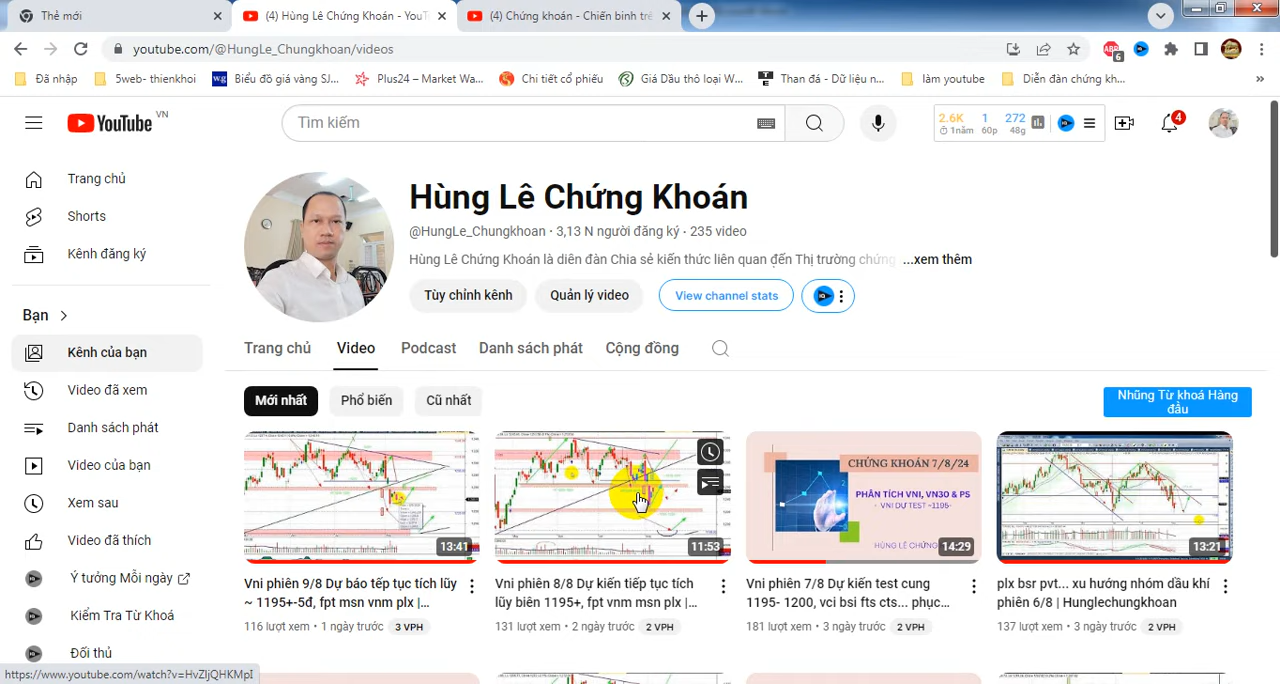 Thẻ mới
(4) Hùng Lê Chứng Khoán - YouT
(4) Chứng khoán - Chiến binh trẻ
youtube.com/@HungLe_Chungkhoan/videos
ABP
6
Đã nhập
5web- thienkhoi
wg
Biểu đồ giá vàng SJ...
Plus24 – Market Wa...
Chi tiết cổ phiếu
Giá Dầu thô loại W...
TE
Than đá - Dữ liệu n...
làm youtube
Diễn đàn chứng kh...
»
YouTube VN
Tìm kiếm
2.6K
1năm
1
60p
272
48g
4
Trang chủ
Shorts
Kênh đăng ký
Bạn
Kênh của bạn
Video đã xem
Danh sách phát
Video của bạn
Xem sau
Video đã thích
Ý tưởng Môi ngày
Kiểm Tra Từ Khoá
Đối thủ
Hùng Lê Chứng Khoán
@HungLe_Chungkhoan · 3,13 N người đăng ký · 235 video
Hùng Lê Chứng Khoán là diên đàn Chia sẻ kiến thức liên quan đến Thị trường chứng ...xem thêm
Tùy chỉnh kênh
Quản lý video
View channel stats
Trang chủ
Video
Podcast
Danh sách phát
Cộng đồng
Mới nhất
Phổ biến
Cũ nhất
Những Từ khoá Hàng
đầu
13:41
11:53
CHỨNG KHOÁN 7/8/24
PHÂN TÍCH VNI, VN30 & PS
- VNI DỰ TEST ~1195-
HÙNG LÊ CHỨNG
14:29
13:21
Vni phiên 9/8 Dự báo tếp tục tích lũy
~ 1195+-5đ, fpt msn vnm plx |...
116 lượt xem • 1 ngày trước
3 VPH
Vni phiên 8/8 Dự kiến tiếp tục tích
lũy biên 1195+, fpt vnm msn plx |...
131 lượt xem • 2 ngày trước
2 VPH
Vni phiên 7/8 Dự kiến test cung
1195- 1200, vci bsi fts cts... phục...
181 lượt xem • 3 ngày trước
2 VPH
plx bsr pvt... xu hướng nhóm dầu khí
phiên 6/8 | Hunglechungkhoan
137 lượt xem • 3 ngày trước
2 VPH
https://www.youtube.com/watch?v=HvZIjQHKMpI